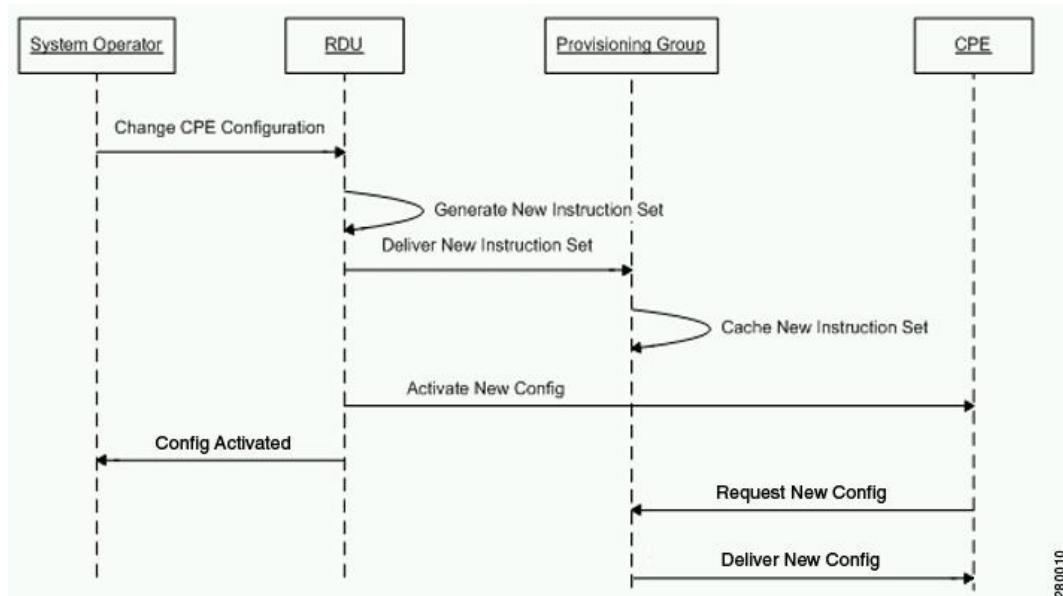 System Operator
RDU
Provisioning Group
CPE
Change CPE Configuration
Generate New Instruction Set
Deliver New Instruction Set
Cache New Instruction Set
Activate New Config
Config Activated
Request New Config
Deliver New Config
280010